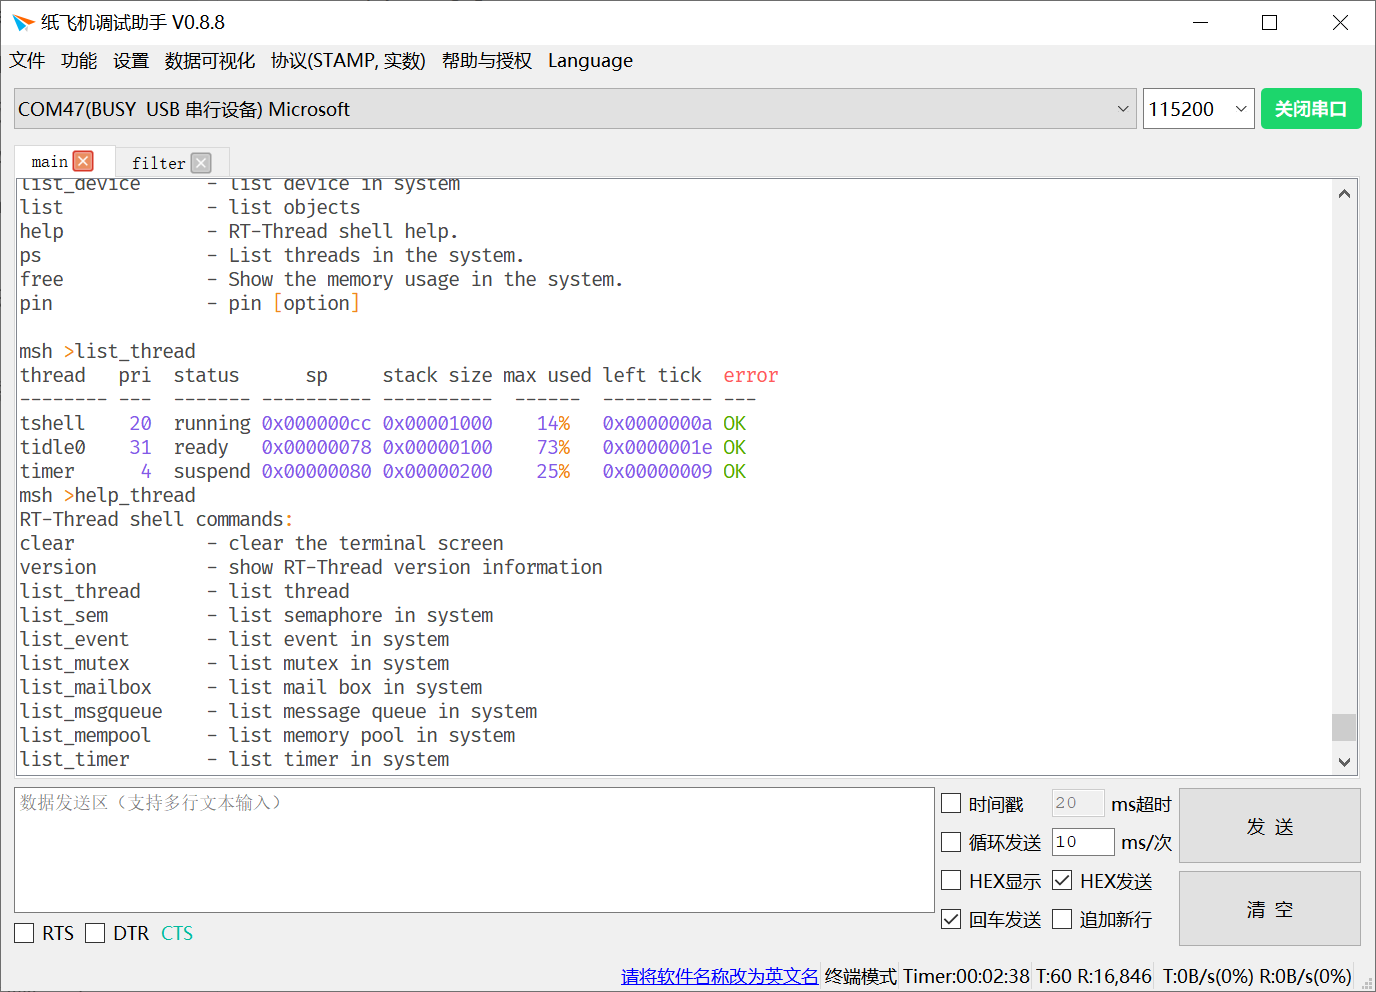 纸飞机调试助手 V0.8.8
文件 功能 设置 数据可视化 协议(STAMP, 实数) 帮助与授权 Language
COM47(BUSY  USB 串行设备) Microsoft 115200 关闭串口
main filter
list_device      - list device in system
list             - list objects
help             - RT-Thread shell help.
ps               - List threads in the system.
free             - Show the memory usage in the system.
pin              - pin [option]
msh >list_thread
thread   pri  status      sp     stack size max used left tick  error
-------- ---  ------- ---------- ----------  ------  ---------- ---
tshell    20  running 0x000000cc 0x00001000    14%   0x0000000a OK
tidle0    31  ready   0x00000078 0x00000100    73%   0x0000001e OK
timer      4  suspend 0x00000080 0x00000200    25%   0x00000009 OK
msh >help_thread
RT-Thread shell commands:
clear            - clear the terminal screen
version          - show RT-Thread version information
list_thread      - list thread
list_sem         - list semaphore in system
list_event       - list event in system
list_mutex       - list mutex in system
list_mailbox     - list mail box in system
list_msgqueue    - list message queue in system
list_mempool     - list memory pool in system
list_timer       - list timer in system
数据发送区（支持多行文本输入）
时间戳 20 ms超时
循环发送 10 ms/次
HEX显示 HEX发送
回车发送 追加新行
发 送
清 空
RTS DTR CTS
请将软件名称改为英文名 终端模式 Timer:00:02:38 T:60 R:16,846 T:0B/s(0%) R:0B/s(0%)